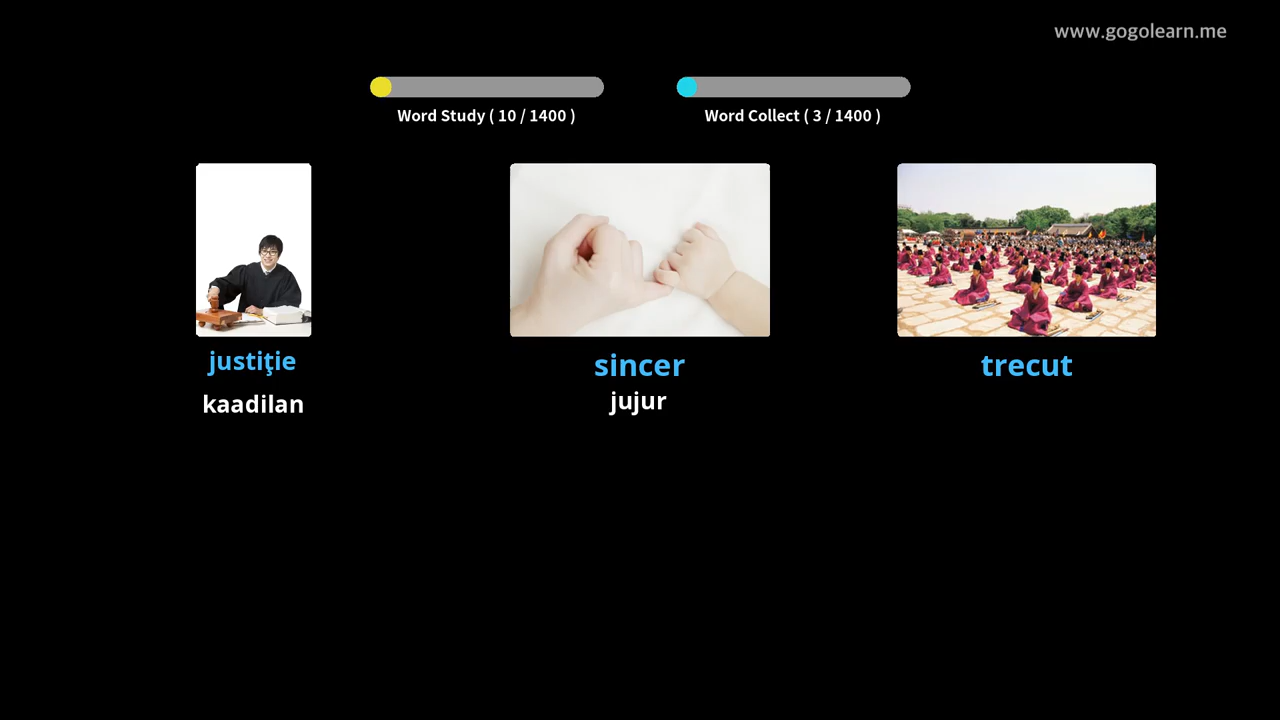 www.gogolearn.me
Word Study ( 10 / 1400 )
Word Collect ( 3 / 1400 )
justiţie
kaadilan
sincer
jujur
trecut